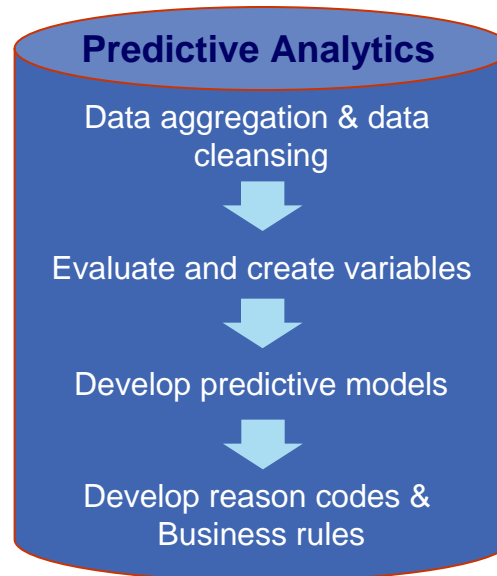 Predictive Analytics
Data aggregation & data
cleansing
Evaluate and create variables
Develop predictive models
Develop reason codes &
Business rules